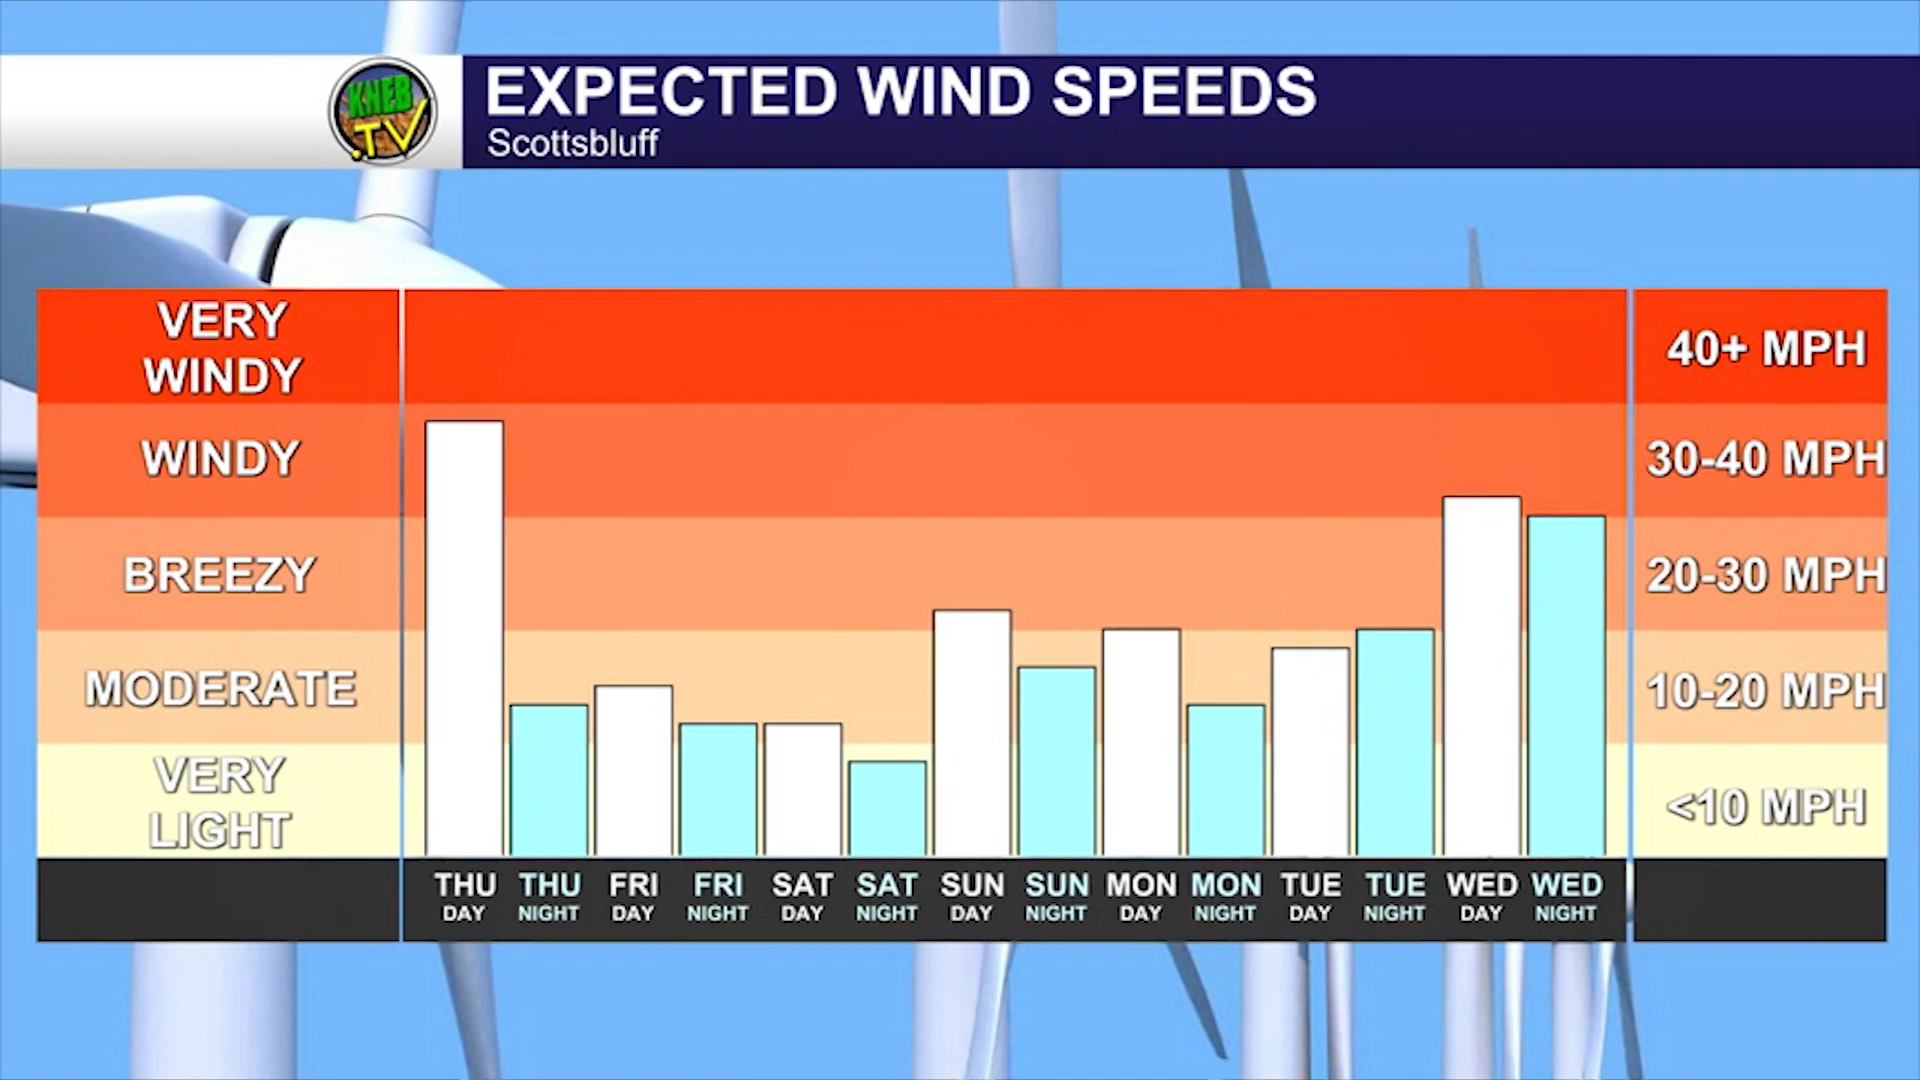 KNEB
.TV
EXPECTED WIND SPEEDS
Scottsbluff
VERY
WINDY
40+ MPH
WINDY
30-40 MPH
BREEZY
20-30 MPH
MODERATE
10-20 MPH
VERY
LIGHT
<10 MPH
THU THU FRI FRI SAT SAT SUN SUN MON MON TUE TUE WED WED
DAY NIGHT DAY NIGHT DAY NIGHT DAY NIGHT DAY NIGHT DAY NIGHT DAY NIGHT